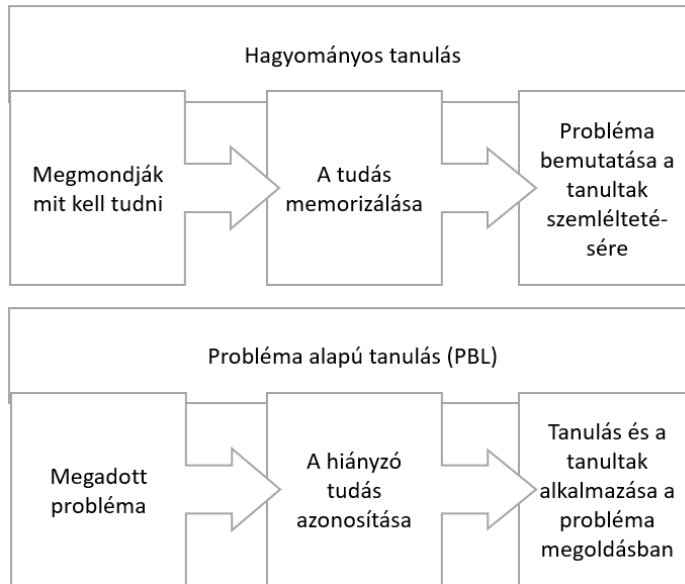 Hagyományos tanulás
Megmondják
mit kell tudni
A tudás
memorizálása
Probléma
bemutatása a
tanultak
szemlélteté-
sére
Probléma alapú tanulás (PBL)
Megadott
probléma
A hiányzó
tudás
azonosítása
Tanulás és a
tanultak
alkalmazása a
probléma
megoldásban